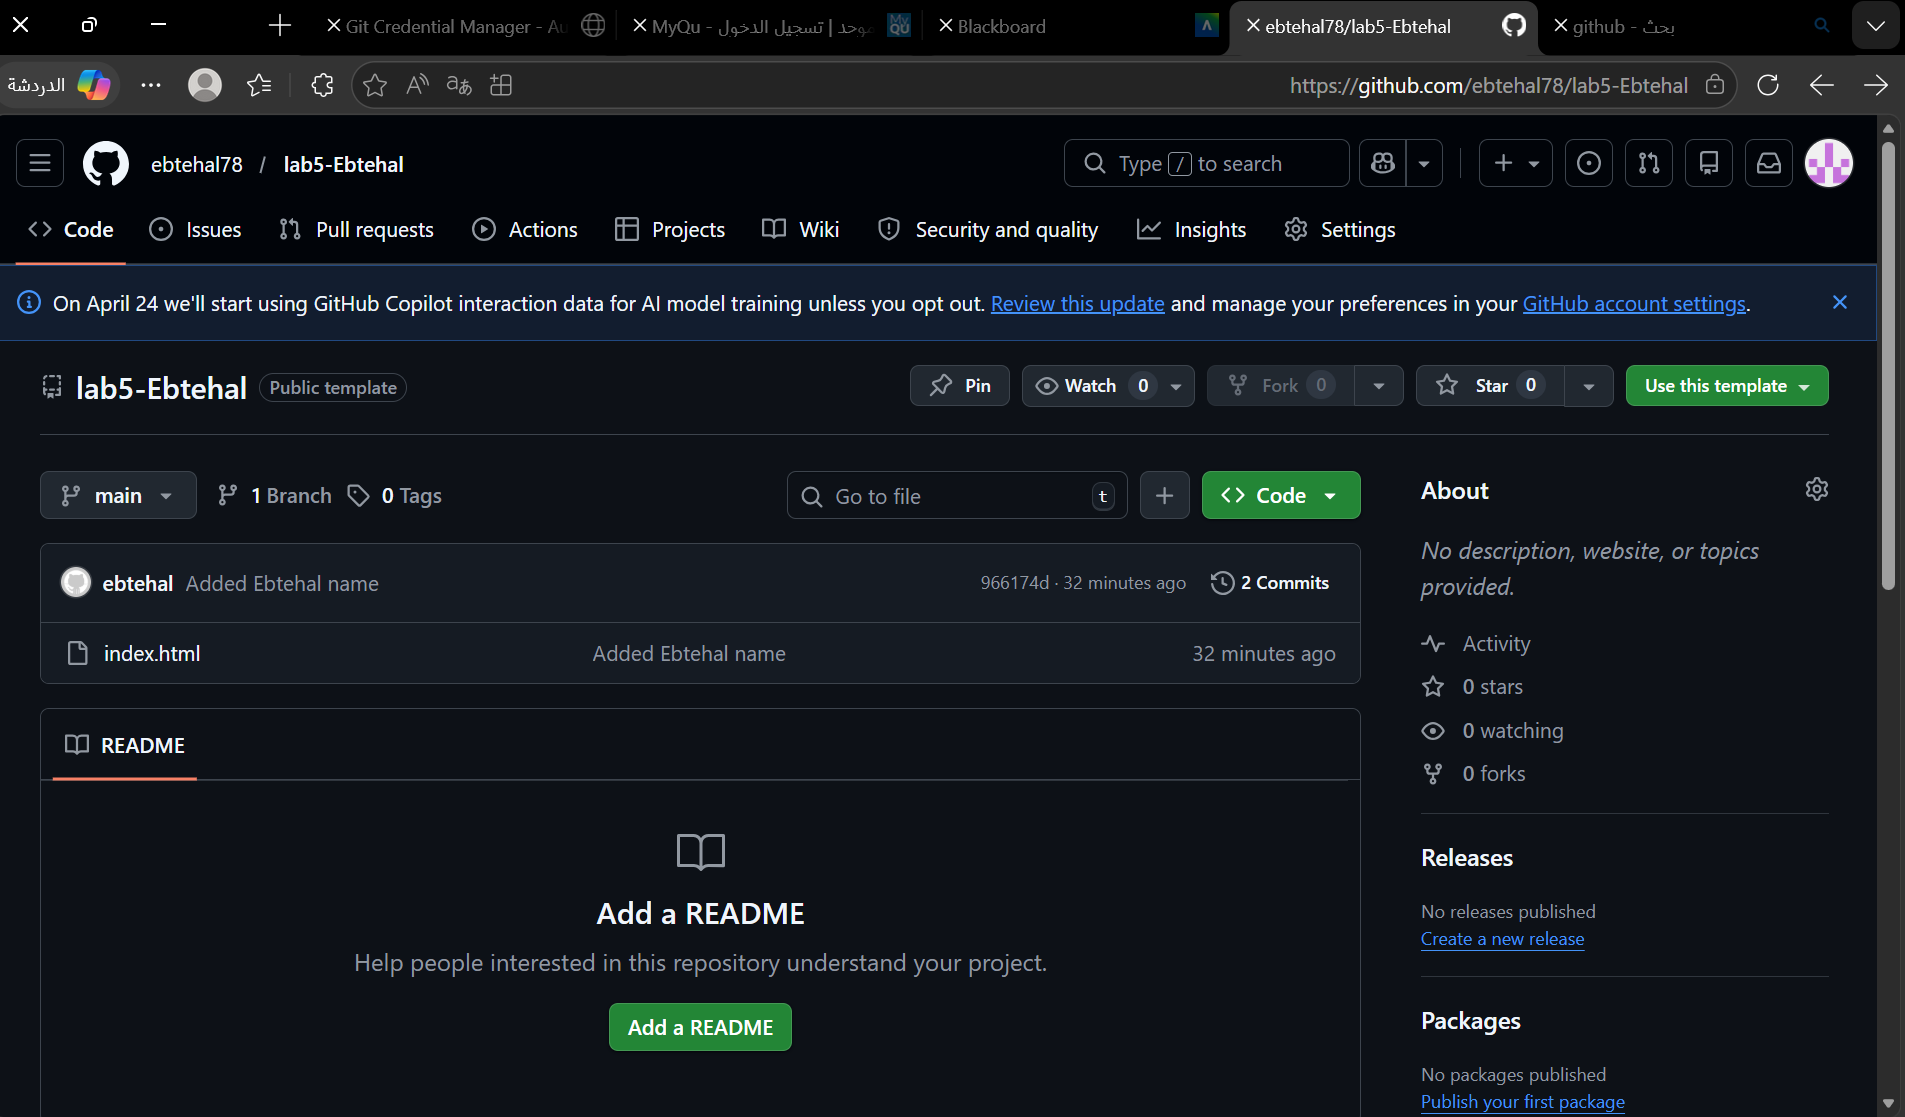 Git Credential Manager - Au
MyQu - موحد | تسجيل الدخول
Blackboard
ebtehal78/lab5-Ebtehal
github - بحث
الدردشة
https://github.com/ebtehal78/lab5-Ebtehal
ebtehal78 / lab5-Ebtehal
Type / to search
Code
Issues
Pull requests
Actions
Projects
Wiki
Security and quality
Insights
Settings
On April 24 we'll start using GitHub Copilot interaction data for AI model training unless you opt out. Review this update and manage your preferences in your GitHub account settings.
lab5-Ebtehal
Public template
Pin
Watch 0
Fork 0
Star 0
Use this template
main
1 Branch
0 Tags
Go to file
t
Code
ebtehal Added Ebtehal name
966174d · 32 minutes ago
2 Commits
index.html
Added Ebtehal name
32 minutes ago
README
Add a README
Help people interested in this repository understand your project.
Add a README
About
No description, website, or topics
provided.
Activity
0 stars
0 watching
0 forks
Releases
No releases published
Create a new release
Packages
No packages published
Publish your first package